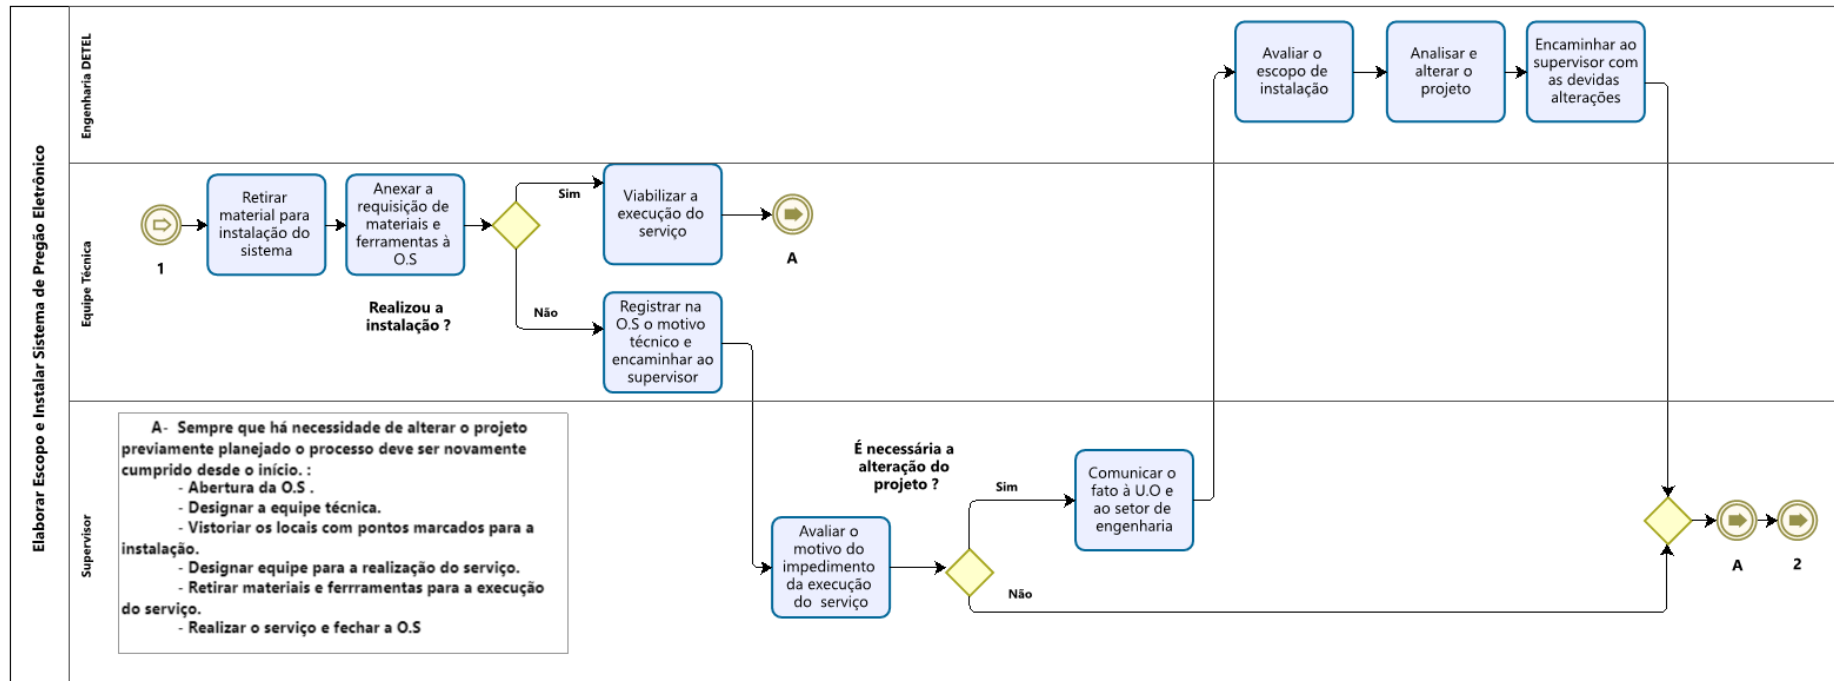 Elaborar Escopo e Instalar Sistema de Pregão Eletrônico
Engenharia DETEL
Avaliar o
escopo de
instalação
Analisar e
alterar o
projeto
Encaminhar ao
supervisor com
as devidas
alterações
Equipe Técnica
1
Retirar
material para
instalação do
sistema
Anexar a
requisição de
materiais e
ferramentas à
O.S
Realizou a
instalação ?
Sim
Viabilizar a
execução do
serviço
A
Não
Registrar na
O.S o motivo
técnico e
encaminhar ao
supervisor
Supervisor
A- Sempre que há necessidade de alterar o projeto
previamente planejado o processo deve ser novamente
cumprido desde o início. :
- Abertura da O.S .
- Designar a equipe técnica.
- Vistoriar os locais com pontos marcados para a
instalação.
- Designar equipe para a realização do serviço.
- Retirar materiais e ferrramentas para a execução
do serviço.
- Realizar o serviço e fechar a O.S
Avaliar o
motivo do
impedimento
da execução
do serviço
É necessária a
alteração do
projeto ?
Sim
Comunicar o
fato à U.O e
ao setor de
engenharia
Não
A
2